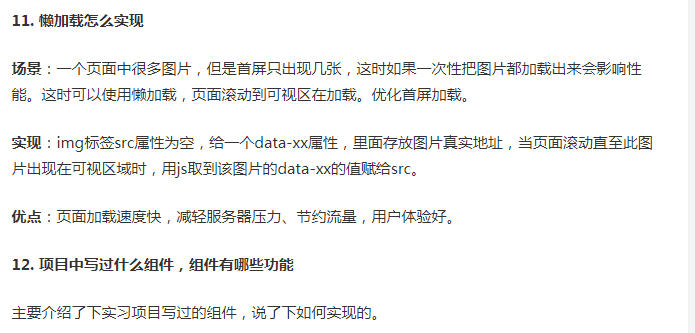 11. 懒加载怎么实现
场景：一个页面中很多图片，但是首屏只出现几张，这时如果一次性把图片都加载出来会影响性
能。这时可以使用懒加载，页面滚动到可视区在加载。优化首屏加载。
实现：img标签src属性为空，给一个data-xx属性，里面存放图片真实地址，当页面滚动直至此图
片出现在可视区域时，用js取到该图片的data-xx的值赋给src。
优点：页面加载速度快，减轻服务器压力、节约流量，用户体验好。
12. 项目中写过什么组件，组件有哪些功能
主要介绍了下实习项目写过的组件，说了下如何实现的。